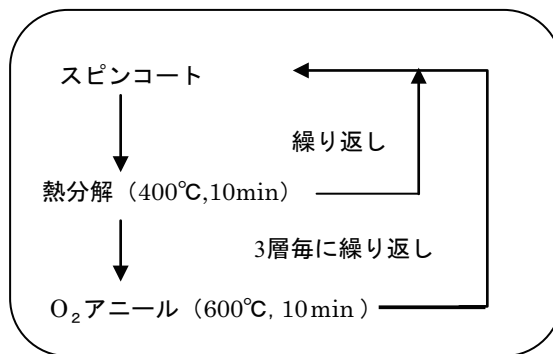 スピンコート
繰り返し
熱分解（400℃,10min）
3層毎に繰り返し
O₂アニール（600℃, 10min）